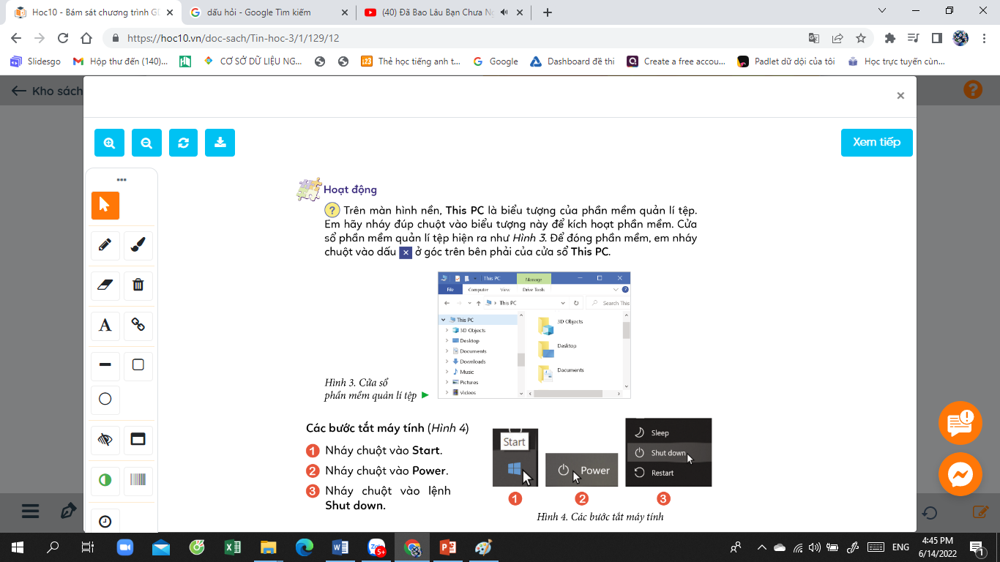 Hoc10 - Bám sát chương trình GD
dấu hỏi - Google Tìm kiếm
(40) Đã Bao Lâu Bạn Chưa Ng
https://hoc10.vn/doc-sach/Tin-hoc-3/1/129/12
Slidesgo
Hộp thư đến (140)...
CƠ SỞ DỮ LIỆU NG...
Thẻ học tiếng anh t...
Google
Dashboard đề thi
Create a free accou...
Padlet dữ dội của tôi
Học trực tuyến cùn...
Kho sách
Xem tiếp
Hoạt động
? Trên màn hình nền, This PC là biểu tượng của phần mềm quản lí tệp.
Em hãy nháy đúp chuột vào biểu tượng này để kích hoạt phần mềm. Cửa
sổ phần mềm quản lí tệp hiện ra như Hình 3. Để đóng phần mềm, em nháy
chuột vào dấu × ở góc trên bên phải của cửa sổ This PC.
This PC
Manage
File
Computer
View
Drive Tools
This PC
Search This
This PC
3D Objects
Desktop
Documents
Downloads
Music
Pictures
Videos
3D Objects
Desktop
Documents
Hình 3. Cửa sổ
phần mềm quản lí tệp
Các bước tắt máy tính (Hình 4)
1 Nháy chuột vào Start.
2 Nháy chuột vào Power.
3 Nháy chuột vào lệnh
Shut down.
Start
Power
Sleep
Shut down
Restart
1
2
3
Hình 4. Các bước tắt máy tính
5+
ENG
4:45 PM
6/14/2022
1